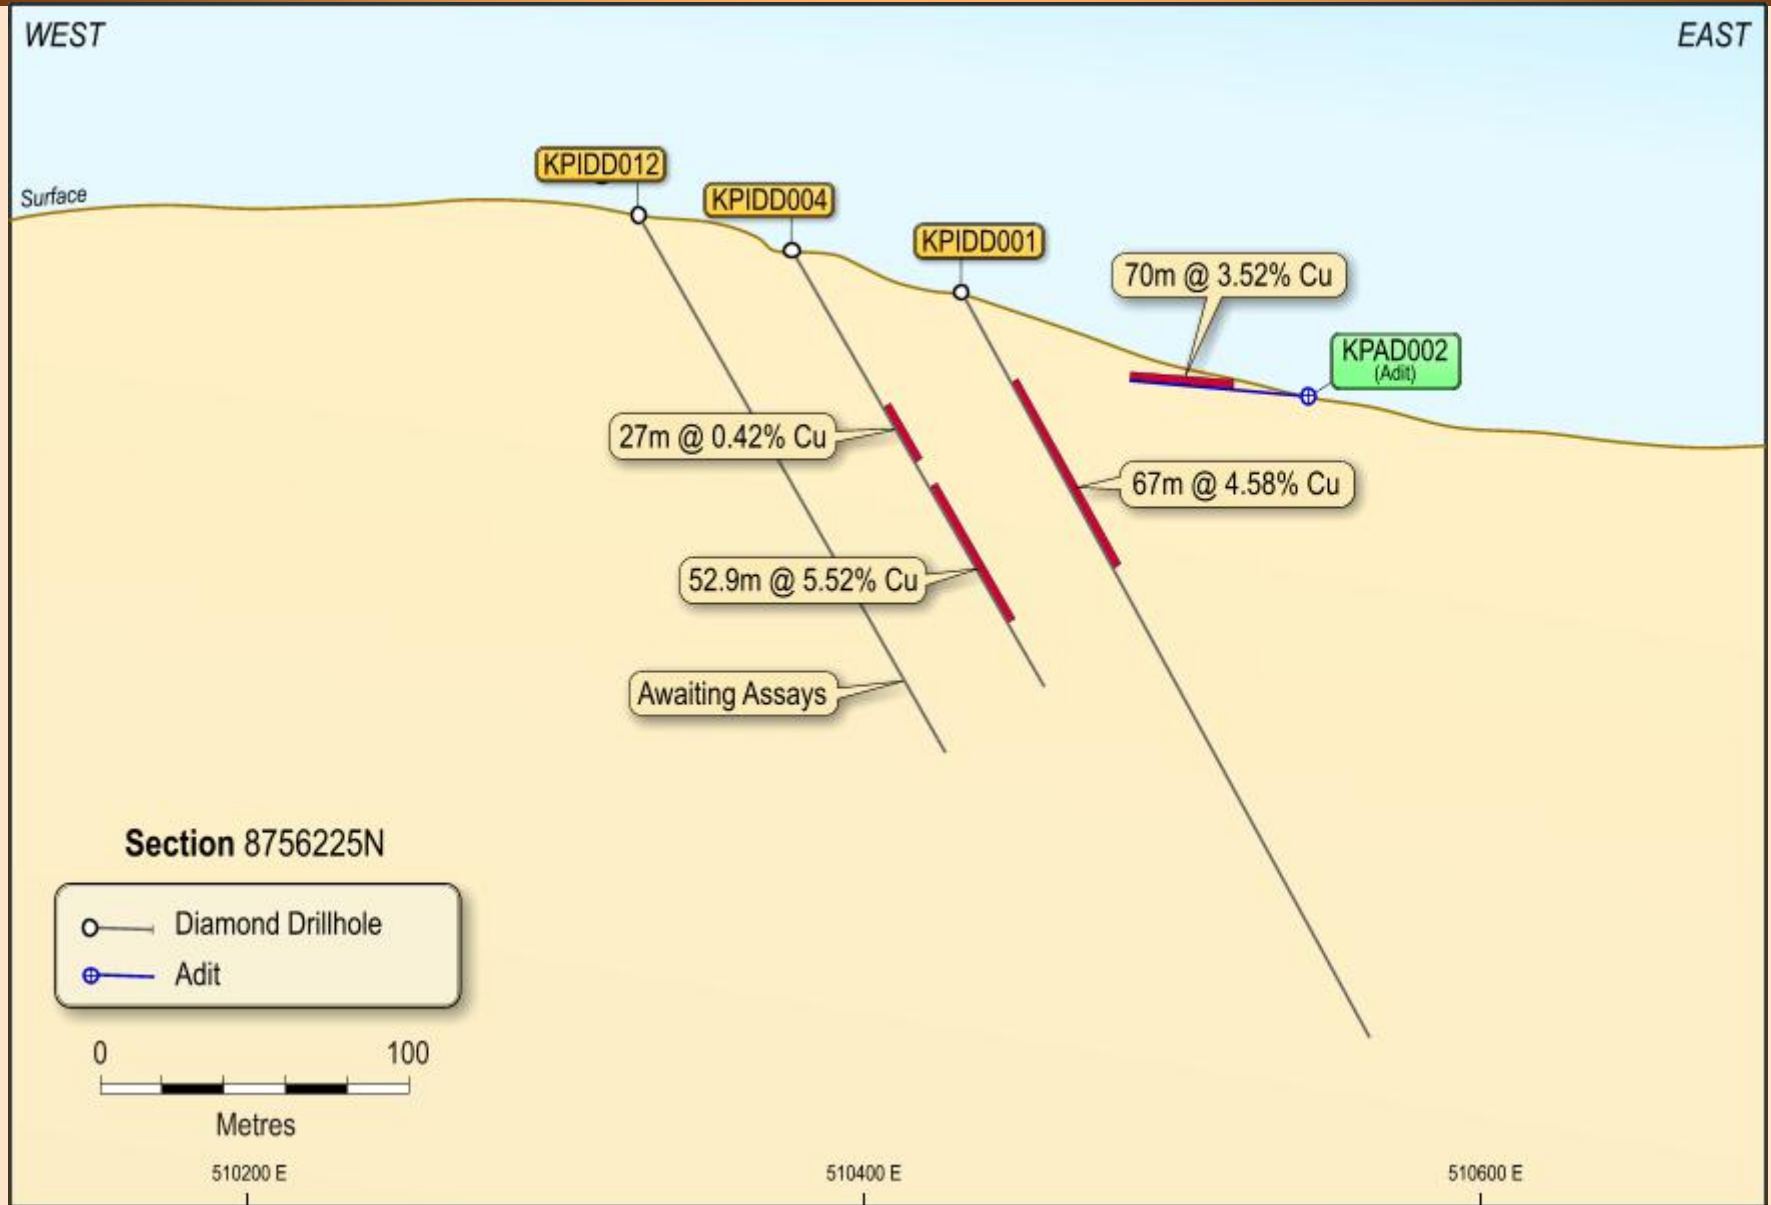 WEST
EAST
KPIDD012
Surface
KPIDD004
KPIDD001
70m @ 3.52% Cu
KPAD002
(Adit)
27m @ 0.42% Cu
67m @ 4.58% Cu
52.9m @ 5.52% Cu
Awaiting Assays
Section 8756225N
Diamond Drillhole
Adit
0 100
Metres
510200 E
510400 E
510600 E